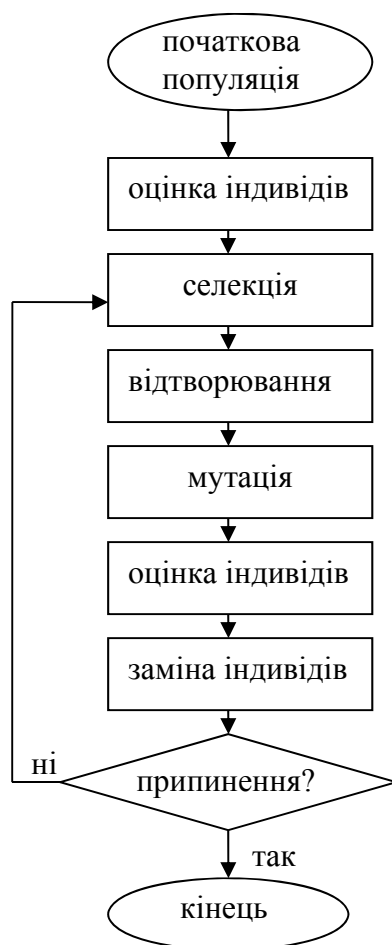 початкова
популяція
оцінка індивідів
селекція
відтворювання
мутація
оцінка індивідів
заміна індивідів
ні
припинення?
так
кінець